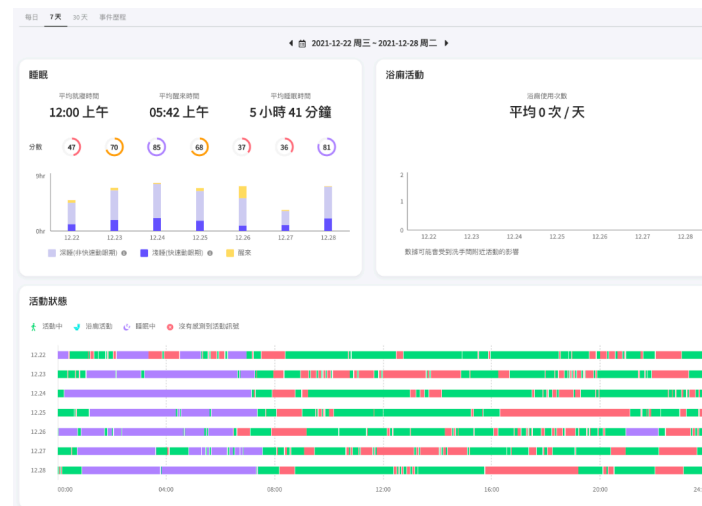 每日 7天 30天 事件歷程
2021-12-22 周三 ~ 2021-12-28 周二
睡眠
平均就寢時間 平均醒來時間 平均睡眠時間
12:00 上午 05:42 上午 5 小時 41 分鐘
分數 47 70 85 68 37 36 81
9hr
0hr
12.22 12.23 12.24 12.25 12.26 12.27 12.28
深睡(非快速動眼期) 淺睡(快速動眼期) 醒來
浴廁活動
浴廁使用次數
平均 0 次 / 天
2
1
0
12.22 12.23 12.24 12.25 12.26 12.27 12.28
數據可能會受到洗手間附近活動的影響
活動狀態
活動中 浴廁活動 睡眠中 沒有感測到活動訊號
12.22
12.23
12.24
12.25
12.26
12.27
12.28
00:00 04:00 08:00 12:00 16:00 20:00 24: